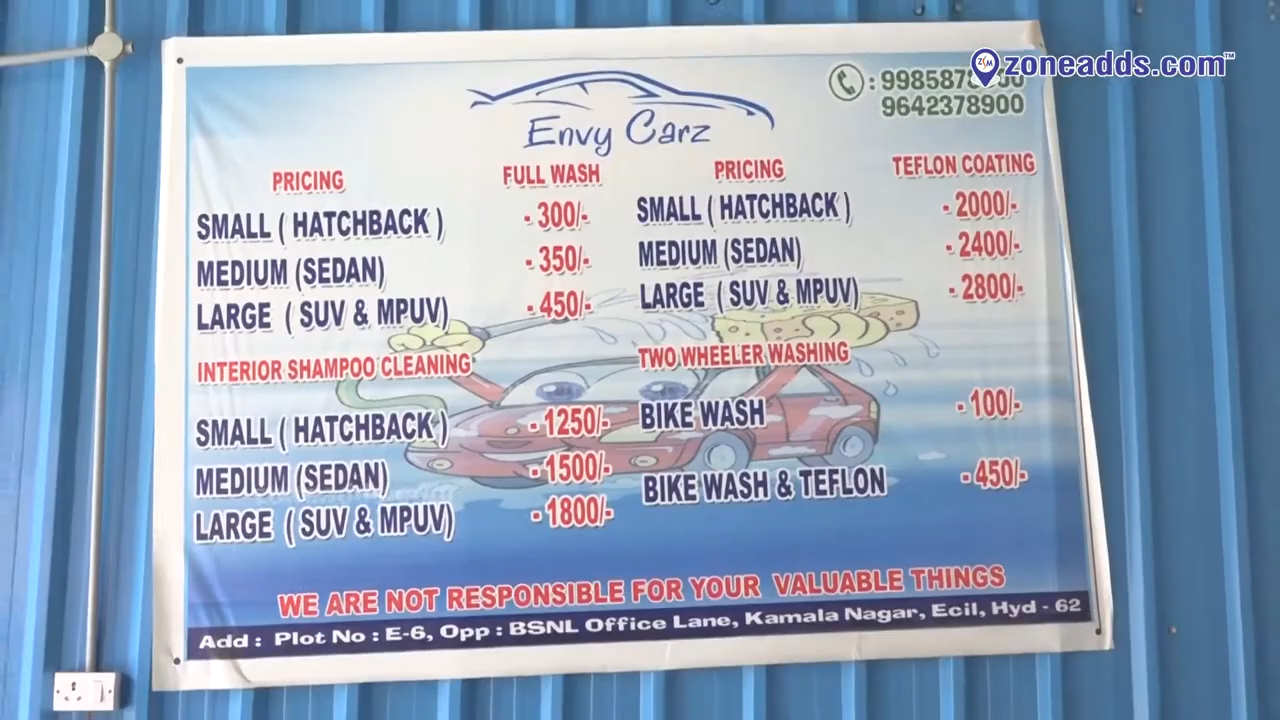 zoneadds.com™
Envy Carz
9642378900
PRICING FULL WASH
SMALL ( HATCHBACK ) - 300/-
MEDIUM (SEDAN) - 350/-
LARGE ( SUV & MPUV) - 450/-
INTERIOR SHAMPOO CLEANING
SMALL ( HATCHBACK ) - 1250/-
MEDIUM (SEDAN) - 1500/-
LARGE ( SUV & MPUV) - 1800/-
PRICING TEFLON COATING
SMALL ( HATCHBACK ) - 2000/-
MEDIUM (SEDAN) - 2400/-
LARGE ( SUV & MPUV) - 2800/-
TWO WHEELER WASHING
BIKE WASH - 100/-
BIKE WASH & TEFLON - 450/-
WE ARE NOT RESPONSIBLE FOR YOUR VALUABLE THINGS
Add : Plot No : E-6, Opp : BSNL Office Lane, Kamala Nagar, Ecil, Hyd - 62